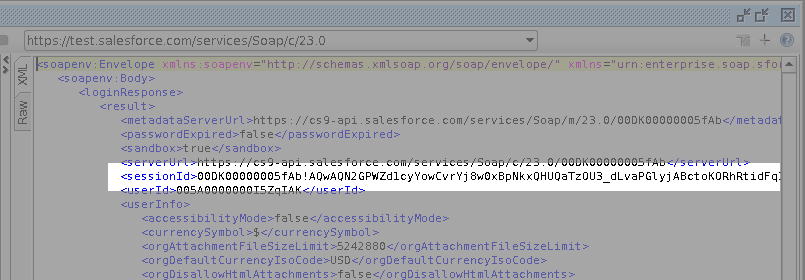 https://test.salesforce.com/services/Soap/c/23.0
XML
Raw
<soapenv:Envelope xmlns:soapenv="http://schemas.xmlsoap.org/soap/envelope/" xmlns="urn:enterprise.soap.sfor
<soapenv:Body>
<loginResponse>
<result>
<metadataServerUrl>https://cs9-api.salesforce.com/services/Soap/m/23.0/00DK00000005fAb</metadaf
<passwordExpired>false</passwordExpired>
<sandbox>true</sandbox>
<serverUrl>https://cs9-api.salesforce.com/services/Soap/c/23.0/00DK00000005fAb</serverUrl>
<sessionId>00DK00000005fAb!AQwAQN2GPWZd1cyYowCvrYj8w0xBpNkxQHUQaTzOU3_dLvaPGlyjABctoKORhRtidFqI
<userId>005A0000000I5ZqIAK</userId>
<userInfo>
<accessibilityMode>false</accessibilityMode>
<currencySymbol>$</currencySymbol>
<orgAttachmentFileSizeLimit>5242880</orgAttachmentFileSizeLimit>
<orgDefaultCurrencyIsoCode>USD</orgDefaultCurrencyIsoCode>
<orgDisallowHtmlAttachments>false</orgDisallowHtmlAttachments>